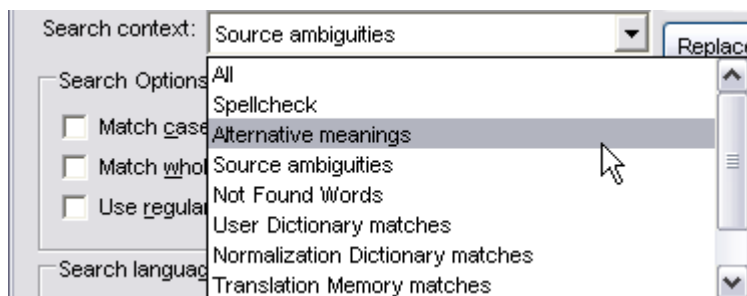 Search context: Source ambiguities
Replac
Search Options
All
Spellcheck
Match case
Alternative meanings
Match whol
Source ambiguities
Use regular
Not Found Words
User Dictionary matches
Normalization Dictionary matches
Search languag
Translation Memory matches